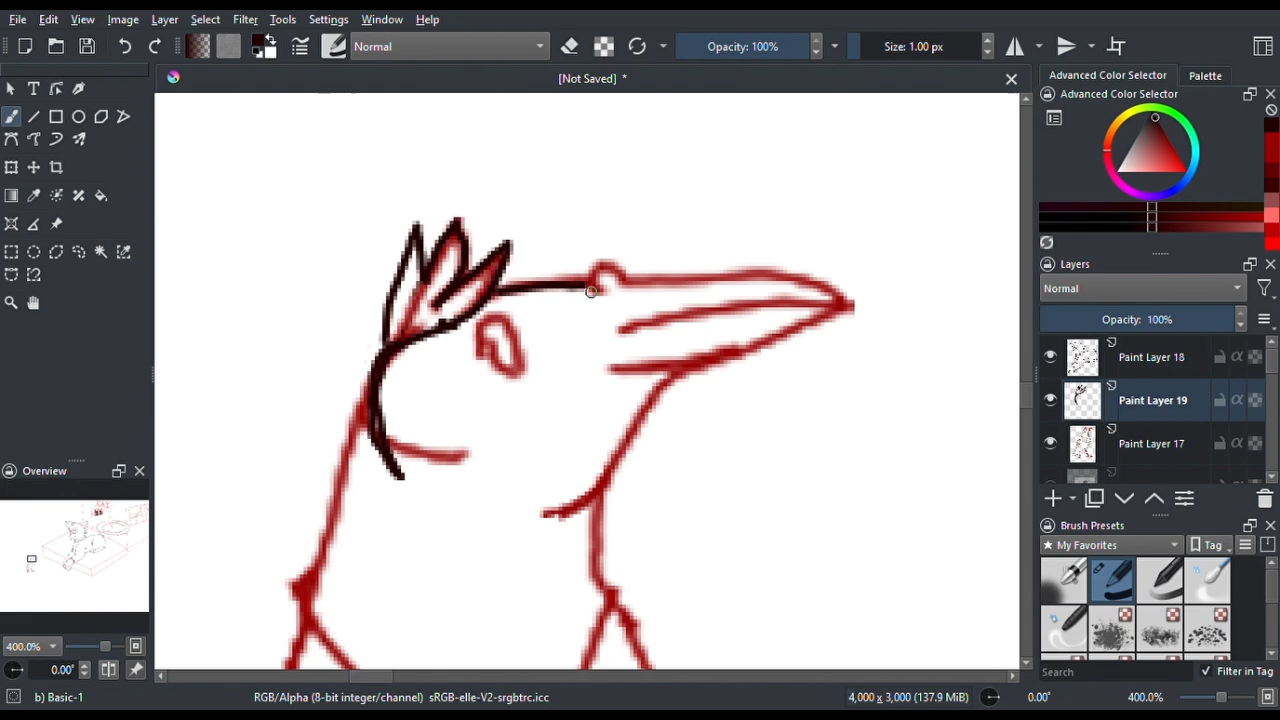 File Edit View Image Layer Select Filter Tools Settings Window Help
Normal Opacity: 100% Size: 1.00 px
[Not Saved] *
Advanced Color Selector Palette
Advanced Color Selector
Layers
Normal
Opacity: 100%
Paint Layer 18
Paint Layer 19
Paint Layer 17
Overview
Brush Presets
My Favorites Tag
400.0%
0.00°
Search Filter in Tag
b) Basic-1 RGB/Alpha (8-bit integer/channel) sRGB-elle-V2-srgbtrc.icc 4,000 x 3,000 (137.9 MiB) 0.00° 400.0%